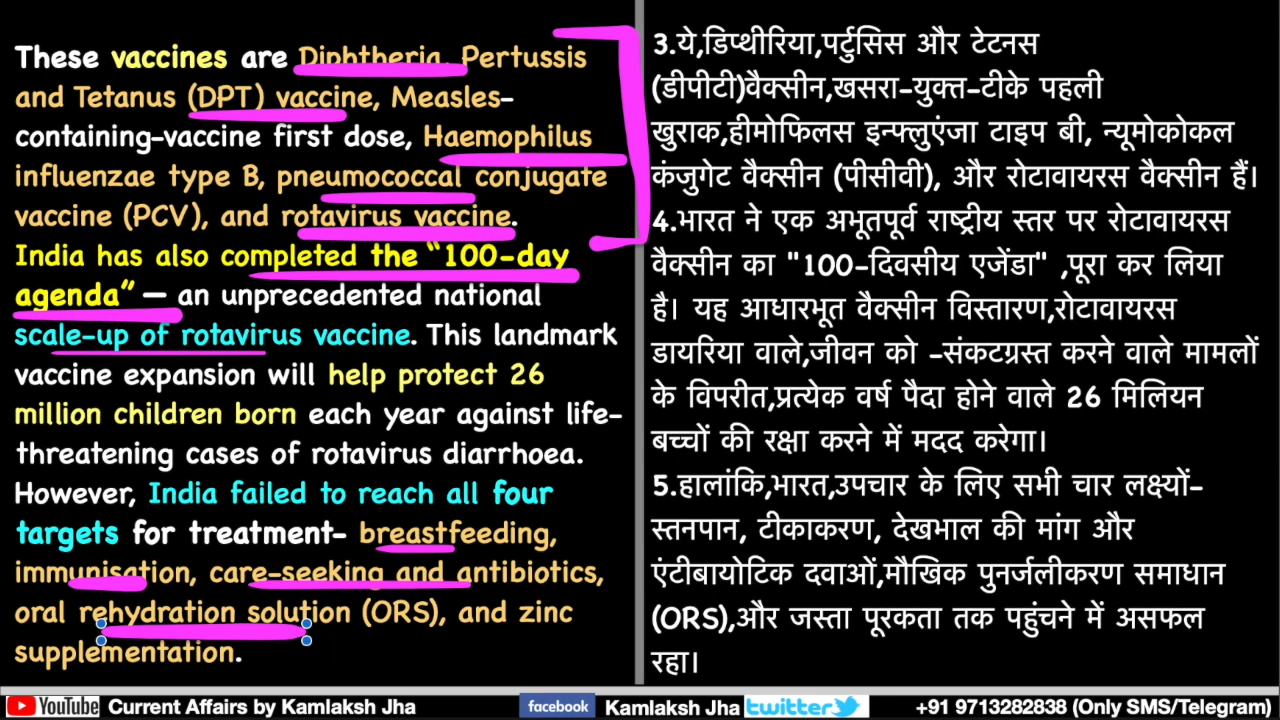 These vaccines are Diphtheria, Pertussis
and Tetanus (DPT) vaccine, Measles-
containing-vaccine first dose, Haemophilus
influenzae type B, pneumococcal conjugate
vaccine (PCV), and rotavirus vaccine.
India has also completed the “100-day
agenda” — an unprecedented national
scale-up of rotavirus vaccine. This landmark
vaccine expansion will help protect 26
million children born each year against life-
threatening cases of rotavirus diarrhoea.
However, India failed to reach all four
targets for treatment- breastfeeding,
immunisation, care-seeking and antibiotics,
oral rehydration solution (ORS), and zinc
supplementation.
3.ये,डिप्थीरिया,पर्टुसिस और टेटनस
(डीपीटी)वैक्सीन,खसरा-युक्त-टीके पहली
खुराक,हीमोफिलस इन्फ्लुएंजा टाइप बी, न्यूमोकोकल
कंजुगेट वैक्सीन (पीसीवी), और रोटावायरस वैक्सीन हैं।
4.भारत ने एक अभूतपूर्व राष्ट्रीय स्तर पर रोटावायरस
वैक्सीन का "100-दिवसीय एजेंडा" ,पूरा कर लिया
है। यह आधारभूत वैक्सीन विस्तारण,रोटावायरस
डायरिया वाले,जीवन को -संकटग्रस्त करने वाले मामलों
के विपरीत,प्रत्येक वर्ष पैदा होने वाले 26 मिलियन
बच्चों की रक्षा करने में मदद करेगा।
5.हालांकि,भारत,उपचार के लिए सभी चार लक्ष्यों-
स्तनपान, टीकाकरण, देखभाल की मांग और
एंटीबायोटिक दवाओं,मौखिक पुनर्जलीकरण समाधान
(ORS),और जस्ता पूरकता तक पहुंचने में असफल
रहा।
YouTube Current Affairs by Kamlaksh Jha facebook Kamlaksh Jha twitter +91 9713282838 (Only SMS/Telegram)